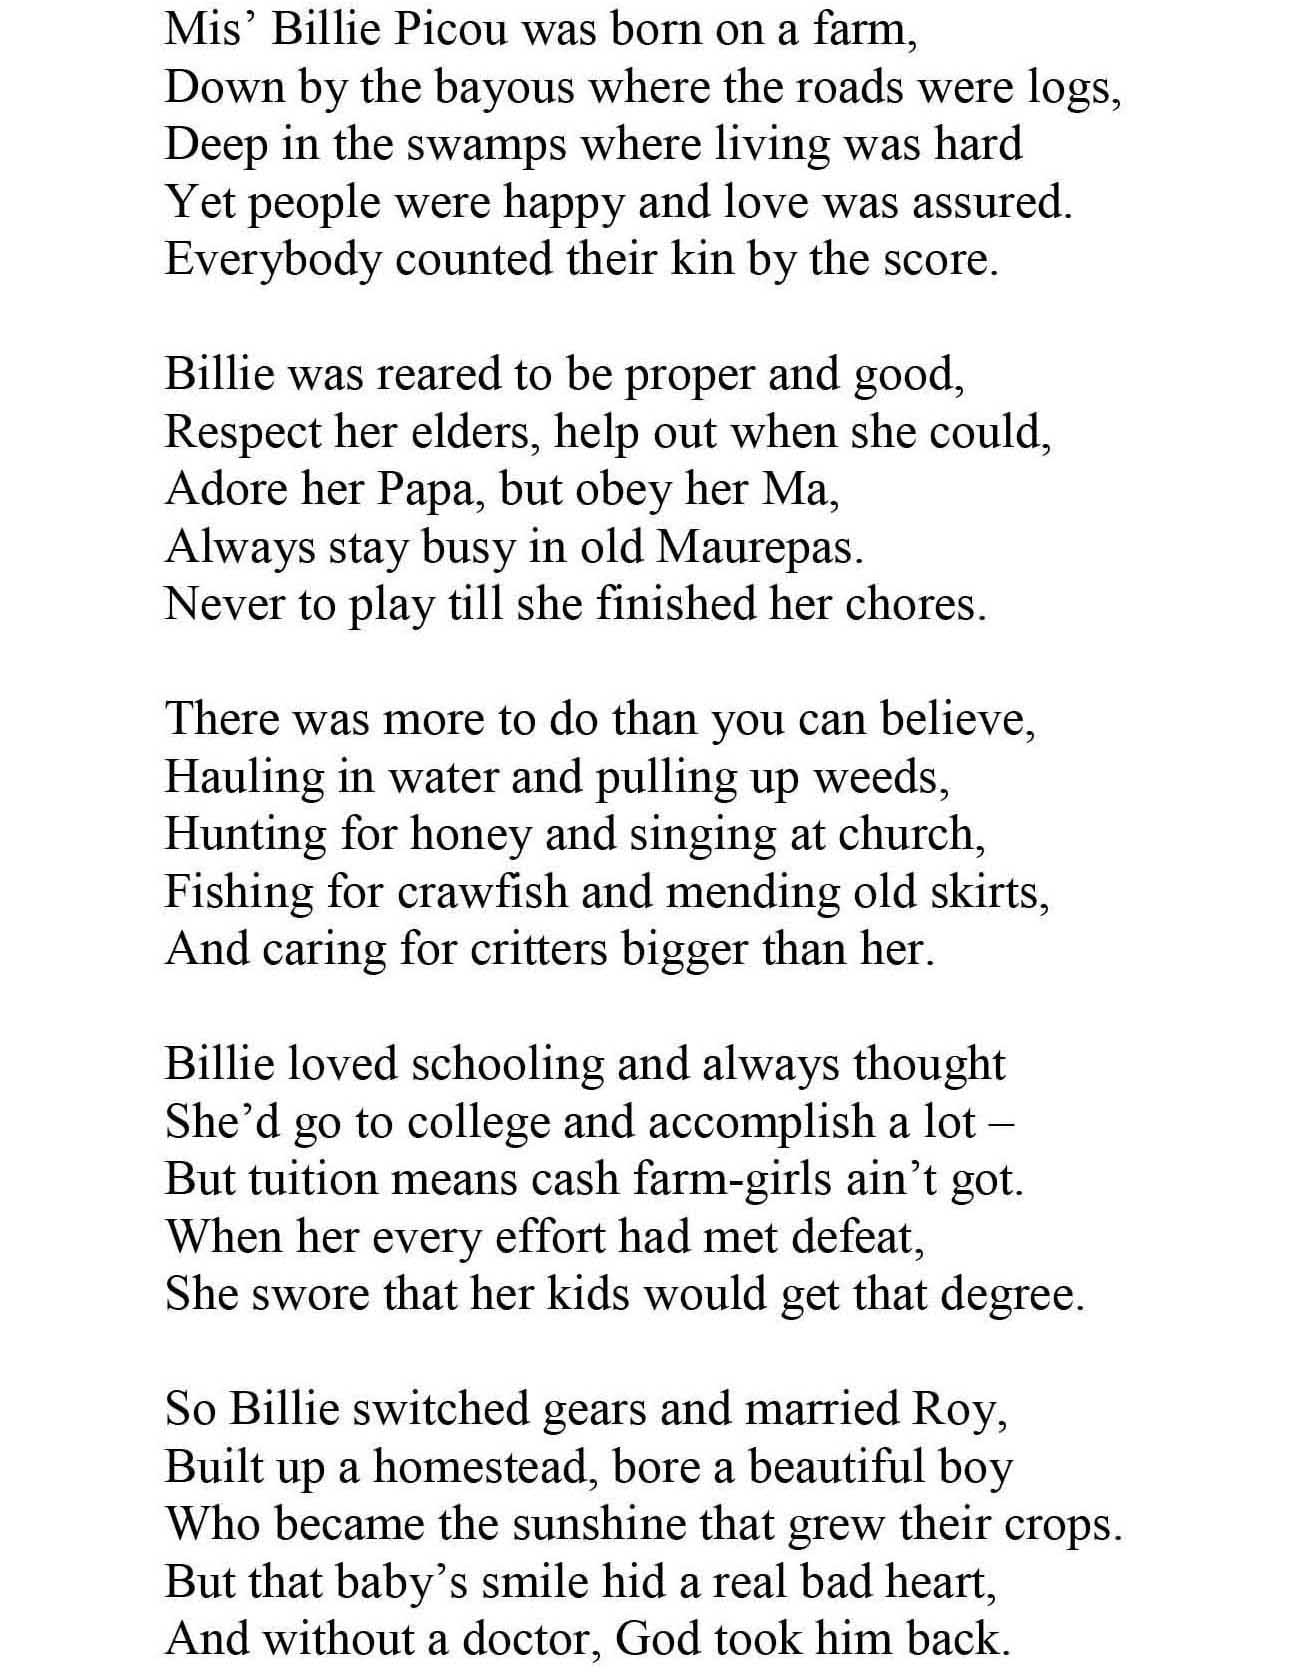 Mis’ Billie Picou was born on a farm,
Down by the bayous where the roads were logs,
Deep in the swamps where living was hard
Yet people were happy and love was assured.
Everybody counted their kin by the score.

Billie was reared to be proper and good,
Respect her elders, help out when she could,
Adore her Papa, but obey her Ma,
Always stay busy in old Maurepas.
Never to play till she finished her chores.

There was more to do than you can believe,
Hauling in water and pulling up weeds,
Hunting for honey and singing at church,
Fishing for crawfish and mending old skirts,
And caring for critters bigger than her.

Billie loved schooling and always thought
She’d go to college and accomplish a lot –
But tuition means cash farm-girls ain’t got.
When her every effort had met defeat,
She swore that her kids would get that degree.

So Billie switched gears and married Roy,
Built up a homestead, bore a beautiful boy
Who became the sunshine that grew their crops.
But that baby’s smile hid a real bad heart,
And without a doctor, God took him back.